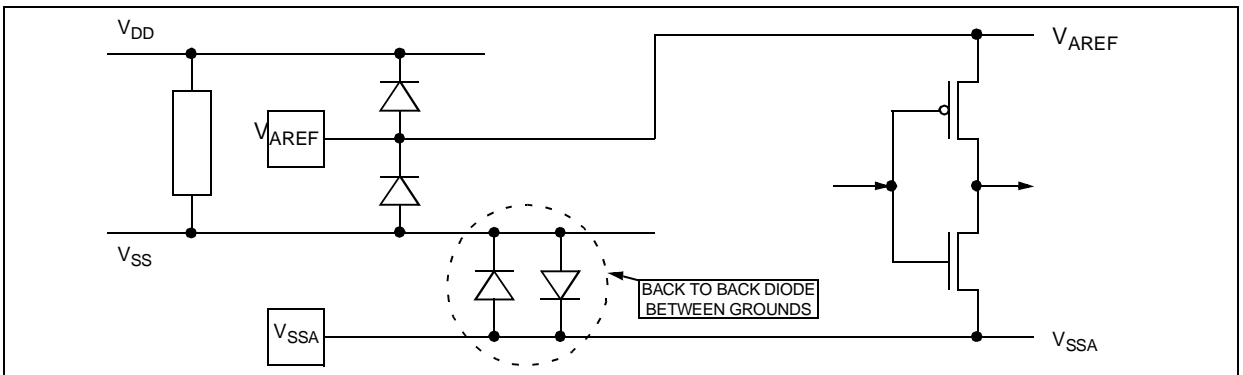 VDD
VAREF
VAREF
VSS
BACK TO BACK DIODE
BETWEEN GROUNDS
VSSA
VSSA